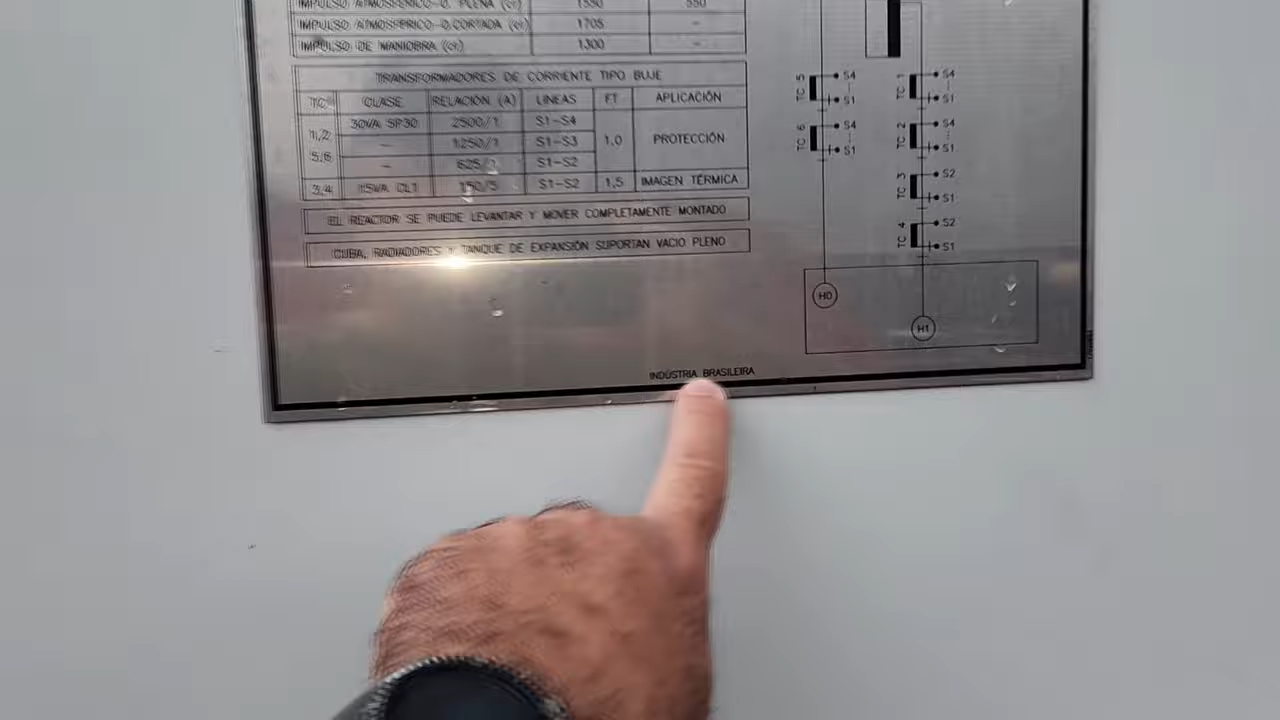 IMPULSO ATMOSFÉRICO-O. PLENA (cr) 1550 550
IMPULSO ATMOSFÉRICO-O.CORTADA (cr) 1705 -
IMPULSO DE MANIOBRA (cr) 1300 -
TRANSFORMADORES DE CORRIENTE TIPO BUJE
TC CLASE RELACIÓN (A) LINEAS FT APLICACIÓN
1,2 5,6 30VA 5P30 2500/1 S1-S4 1,0 PROTECCIÓN
- 1250/1 S1-S3
- 625/1 S1-S2
3,4 15VA CL1 150/5 S1-S2 1,5 IMAGEN TÉRMICA
EL REACTOR SE PUEDE LEVANTAR Y MOVER COMPLETAMENTE MONTADO
CUBA, RADIADORES Y TANQUE DE EXPANSIÓN SUPORTAN VACIO PLENO
TC 5 S4 S1
TC 6 S4 S1
TC 1 S4 S1
TC 2 S4 S1
TC 3 S2 S1
TC 4 S2 S1
H0
H1
INDÚSTRIA BRASILEIRA